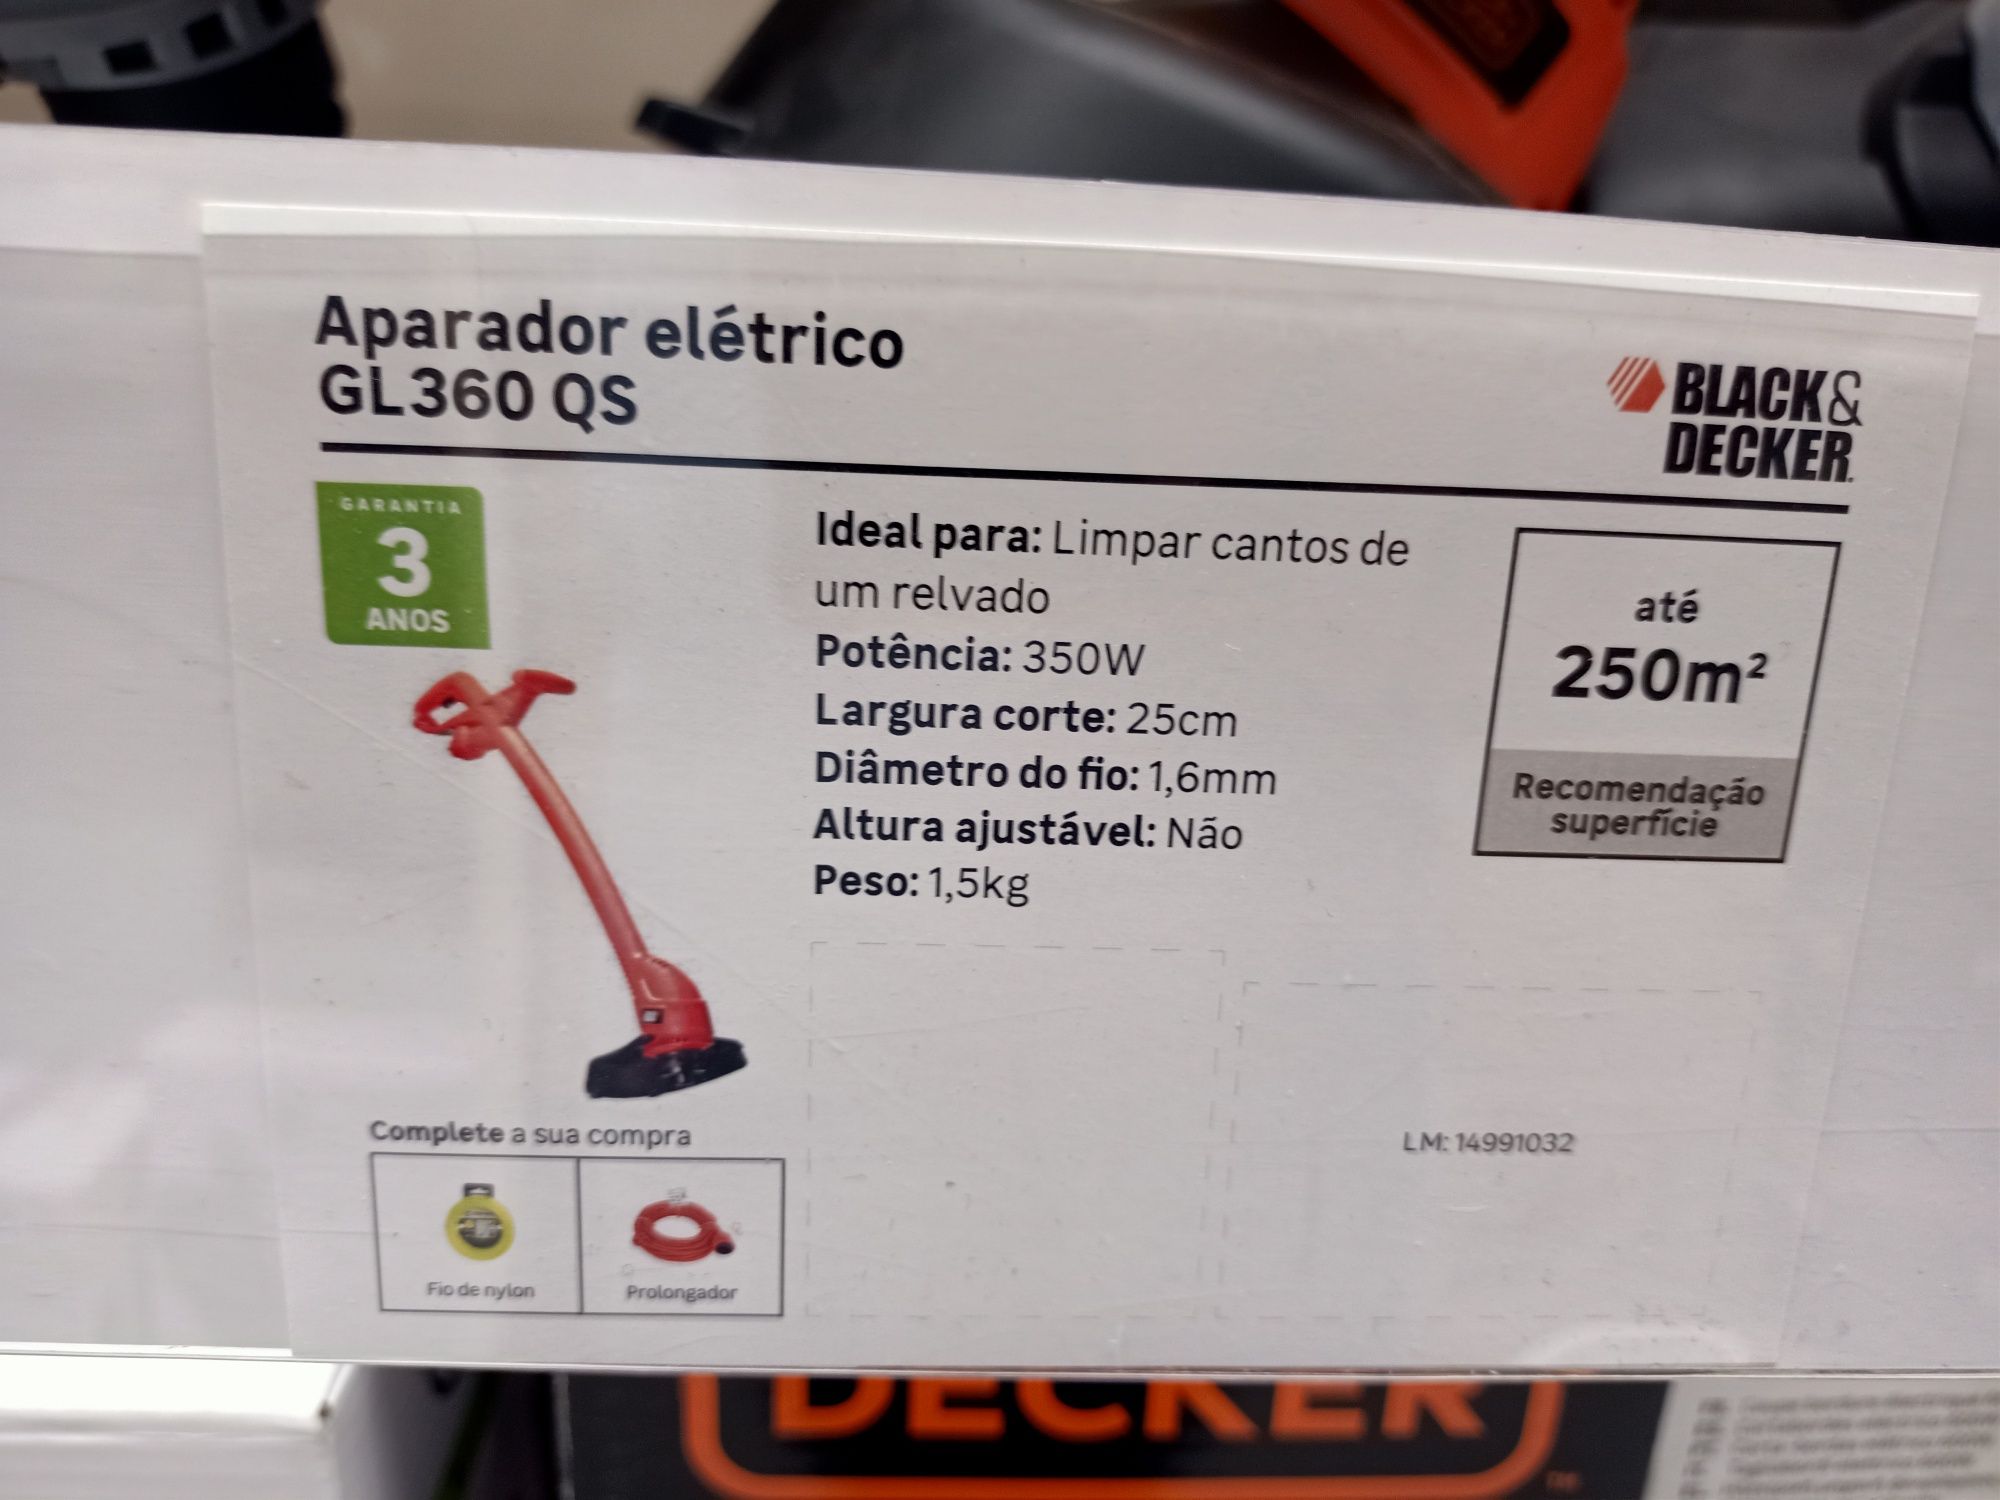 Aparador elétrico
GL360 QS
BLACK&
DECKER
GARANTIA
3
ANOS
Ideal para: Limpar cantos de
um relvado
Potência: 350W
Largura corte: 25cm
Diâmetro do fio: 1,6mm
Altura ajustável: Não
Peso: 1,5kg
até
250m²
Recomendação
superfície
Complete a sua compra
Fio de nylon
Prolongador
LM: 14991032
DECKER